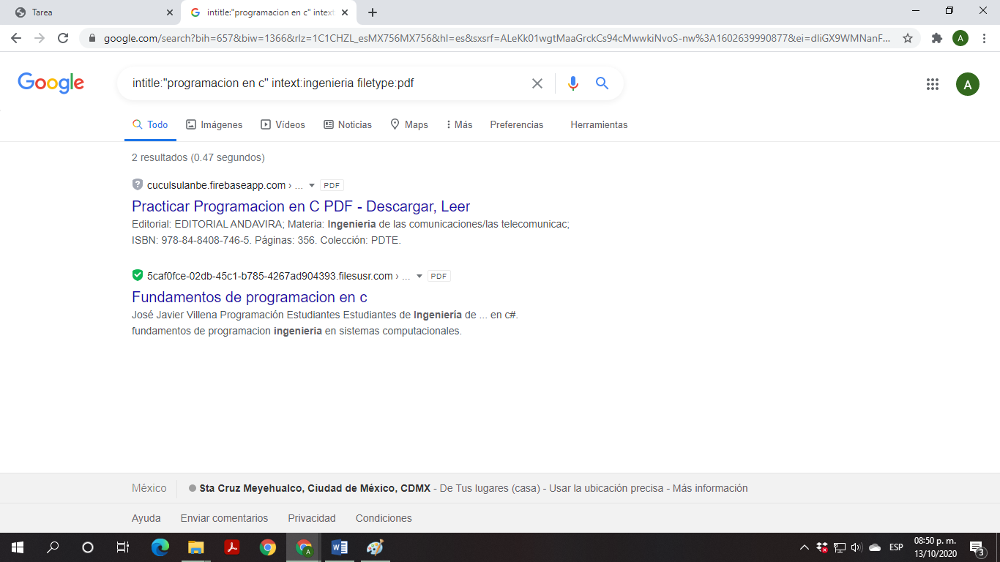 Tarea
intitle:"programacion en c" intext
google.com/search?bih=657&biw=1366&rlz=1C1CHZL_esMX756MX756&hl=es&sxsrf=ALeKk01wgtMaaGrckCs94cMwwkiNvoS-nw%3A1602639990877&ei=dliGX9WMNanF...
A
Google
intitle:"programacion en c" intext:ingenieria filetype:pdf
A
Todo
Imágenes
Vídeos
Noticias
Maps
Más
Preferencias
Herramientas
2 resultados (0.47 segundos)
cuculsulanbe.firebaseapp.com › ... PDF
Practicar Programacion en C PDF - Descargar, Leer
Editorial: EDITORIAL ANDAVIRA; Materia: Ingeniería de las comunicaciones/las telecomunicac;
ISBN: 978-84-8408-746-5. Páginas: 356. Colección: PDTE.
5caf0fce-02db-45c1-b785-4267ad904393.filesusr.com › ... PDF
Fundamentos de programacion en c
José Javier Villena Programación Estudiantes Estudiantes de Ingeniería de ... en c#.
fundamentos de programacion ingenieria en sistemas computacionales.
México
Sta Cruz Meyehualco, Ciudad de México, CDMX - De Tus lugares (casa) - Usar la ubicación precisa - Más información
Ayuda
Enviar comentarios
Privacidad
Condiciones
A
ESP
08:50 p. m.
13/10/2020
3